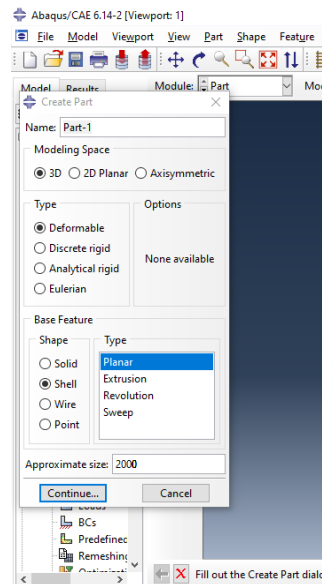 Abaqus/CAE 6.14-2 [Viewport: 1]
File Model Viewport View Part Shape Feature
Model Results Module: Part
Create Part
Name: Part-1
Modeling Space
3D 2D Planar Axisymmetric
Type Options
Deformable
Discrete rigid
Analytical rigid
Eulerian
None available
Base Feature
Shape Type
Solid
Shell
Wire
Point
Planar
Extrusion
Revolution
Sweep
Approximate size: 2000
Continue... Cancel
BCs
Predefined
Remeshing
Fill out the Create Part